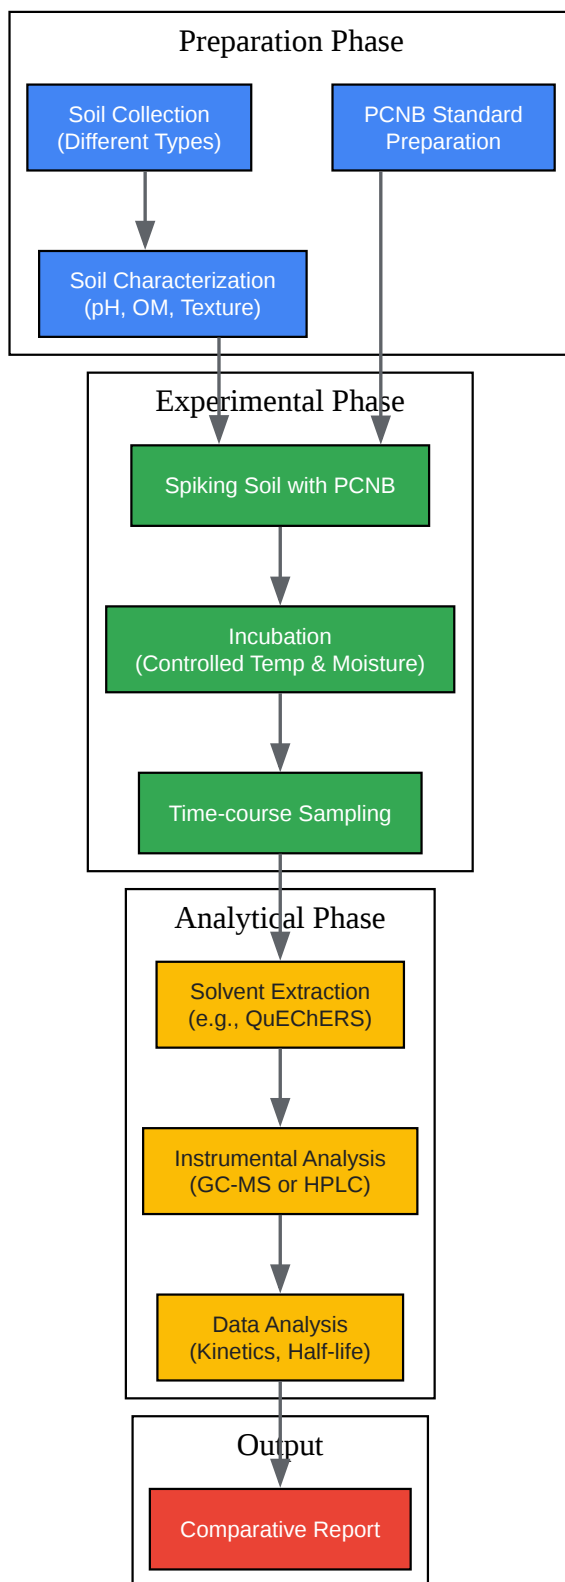 Preparation Phase
Soil Collection
(Different Types)
PCNB Standard
Preparation
Soil Characterization
(pH, OM, Texture)
Experimental Phase
Spiking Soil with PCNB
Incubation
(Controlled Temp & Moisture)
Time-course Sampling
Analytical Phase
Solvent Extraction
(e.g., QuEChERS)
Instrumental Analysis
(GC-MS or HPLC)
Data Analysis
(Kinetics, Half-life)
Output
Comparative Report